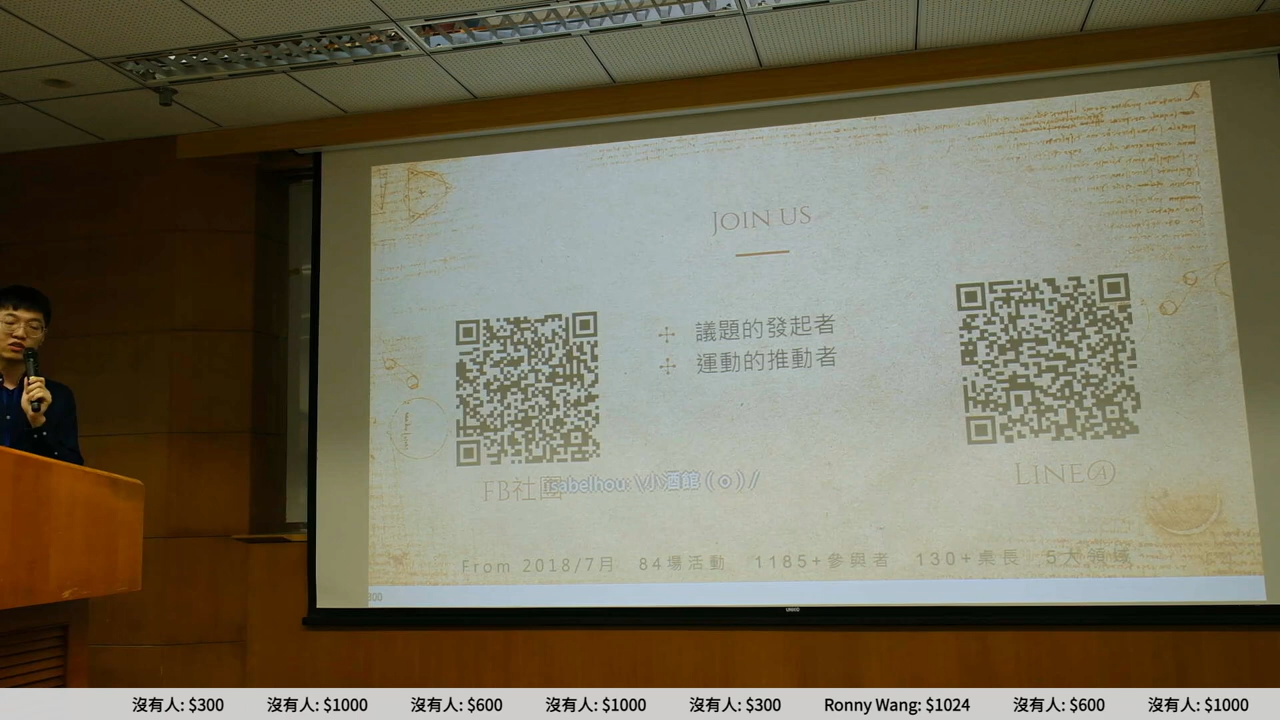 JOIN US
議題的發起者
運動的推動者
FB社團
isabelhou: \小酒館 ( o ) /
LINE@
From 2018/7月 84場活動 1185+參與者 130+桌長 5大領域
300
沒有人: $300 沒有人: $1000 沒有人: $600 沒有人: $1000 沒有人: $300 Ronny Wang: $1024 沒有人: $600 沒有人: $1000